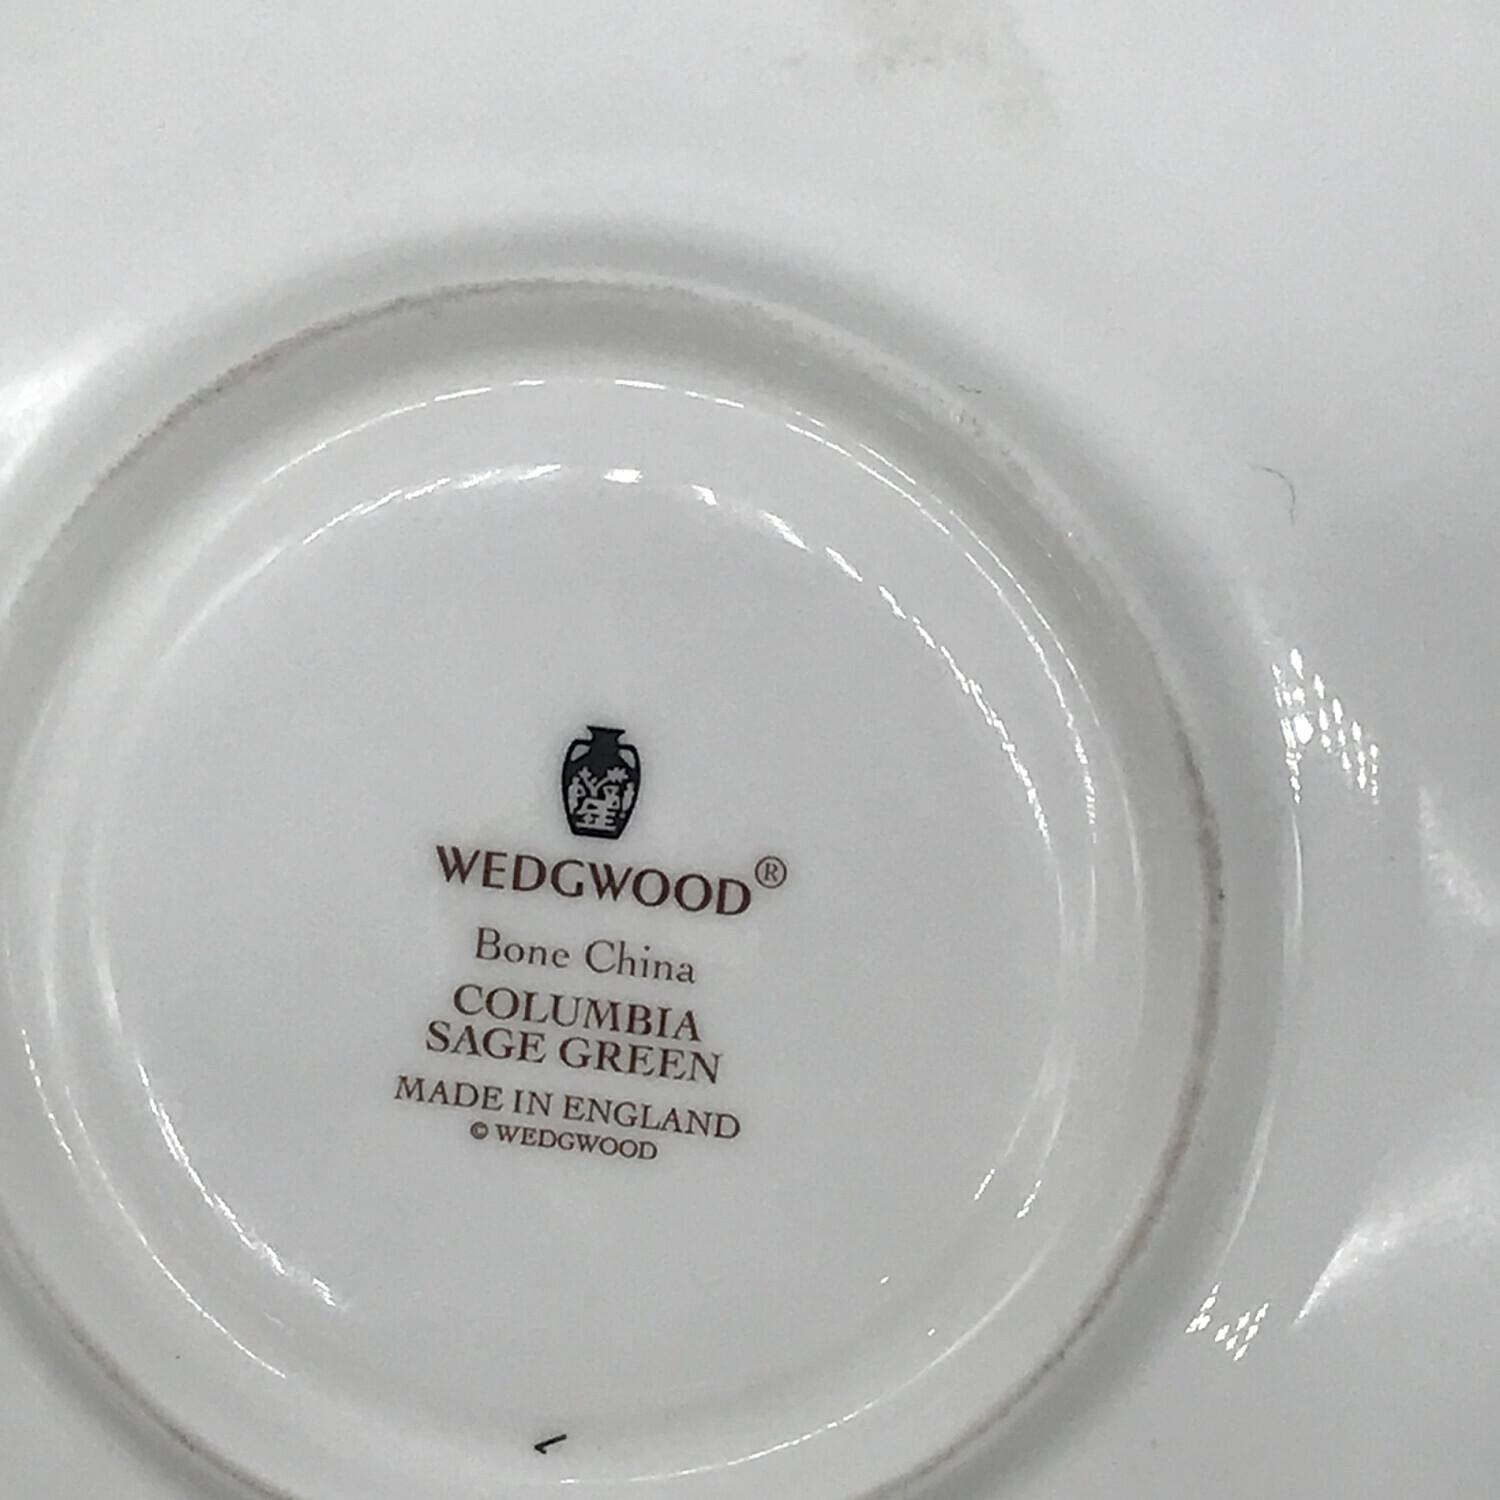 WEDGWOOD®
Bone China
COLUMBIA
SAGE GREEN
MADE IN ENGLAND
© WEDGWOOD